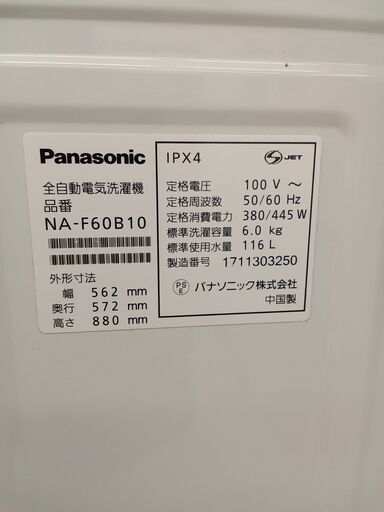 Panasonic
全自動電気洗濯機
品番
NA-F60B10
外形寸法
幅 562 mm
奥行 572 mm
高さ 880 mm
IPX4
JET
定格電圧 100 V ～
定格周波数 50/60 Hz
定格消費電力 380/445 W
標準洗濯容量 6.0 kg
標準使用水量 116 L
製造番号 1711303250
PS E パナソニック株式会社
中国製